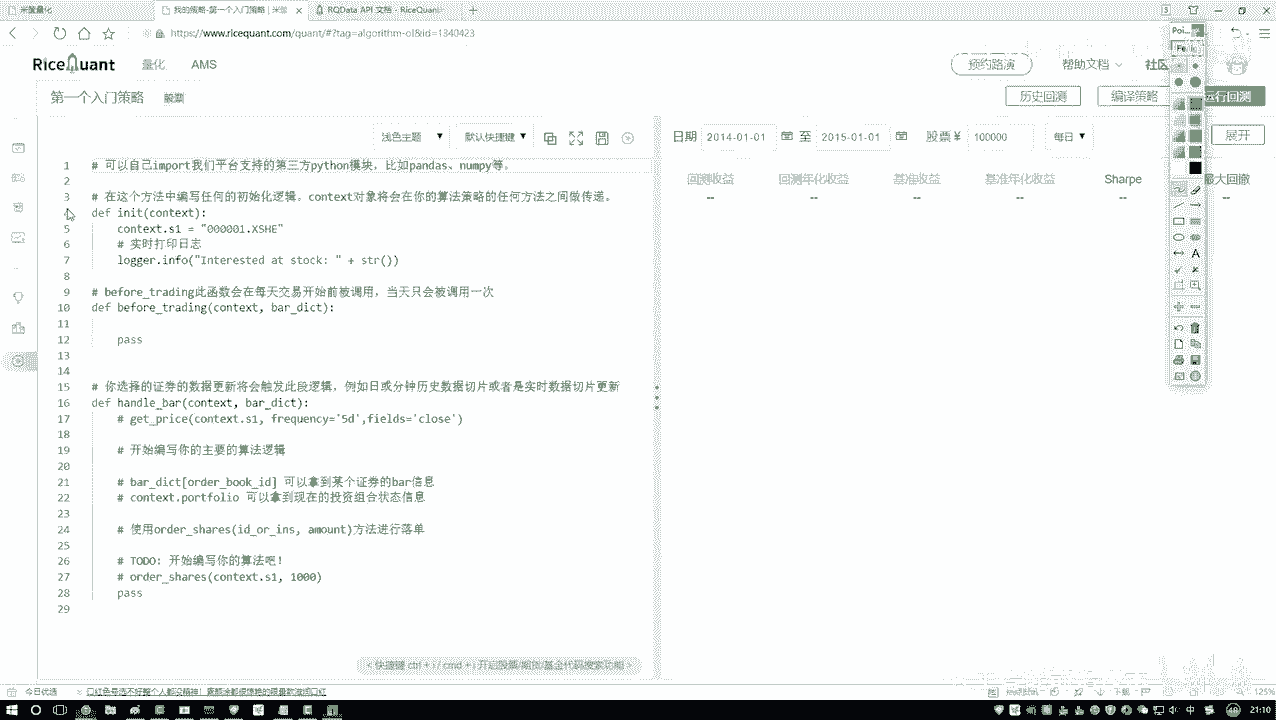 米筐量化
我的策略-第一个入门策略 | 米筐
RQData API 文档 - RiceQuant
https://www.ricequant.com/quant/#?tag=algorithm-ol&id=1340423
RiceQuant
量化
AMS
预约路演
帮助文档
社区
第一个入门策略
历史回测
编译策略
运行回测
浅色主题
默认快捷键
日期 2014-01-01 至 2015-01-01 股票¥ 100000 每日
展开
回测收益 回测年化收益 基准收益 基准年化收益 Sharpe 最大回撤
-- -- -- -- -- --
1 # 可以自己import我们平台支持的第三方python模块，比如pandas、numpy等。
2
3 # 在这个方法中编写任何的初始化逻辑。context对象将会在你的算法策略的任何方法之间做传递。
4 def init(context):
5 context.s1 = "000001.XSHE"
6 # 实时打印日志
7 logger.info("Interested at stock: " + str())
8
9 # before_trading此函数会在每天交易开始前被调用，当天只会被调用一次
10 def before_trading(context, bar_dict):
11
12 pass
13
14
15 # 你选择的证券的数据更新将会触发此段逻辑，例如日或分钟历史数据切片或者是实时数据切片更新
16 def handle_bar(context, bar_dict):
17 # get_price(context.s1, frequency='5d',fields='close')
18
19 # 开始编写你的主要的算法逻辑
20
21 # bar_dict[order_book_id] 可以拿到某个证券的bar信息
22 # context.portfolio 可以拿到现在的投资组合状态信息
23
24 # 使用order_shares(id_or_ins, amount)方法进行落单
25
26 # TODO: 开始编写你的算法吧！
27 # order_shares(context.s1, 1000)
28 pass
29
今日优选
125%
21:10